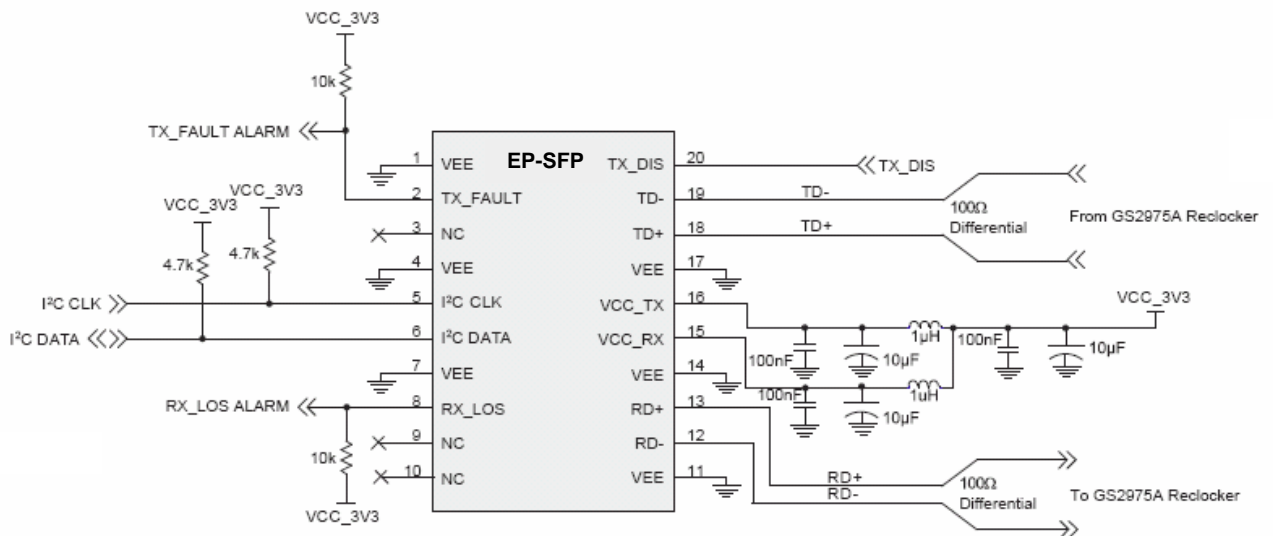 VCC_3V3
10k
TX_FAULT ALARM
EP-SFP
1 VEE
TX_DIS 20
TX_DIS
2 TX_FAULT
TD- 19
TD-
3 NC
TD+ 18
TD+
100Ω
Differential
From GS2975A Reclocker
4 VEE
VEE 17
VCC_3V3
VCC_3V3
4.7k
4.7k
I²C CLK
5 I²C CLK
VCC_TX 16
VCC_3V3
I²C DATA
6 I²C DATA
VCC_RX 15
100nF
10µF
1µH
100nF
10µF
7 VEE
VEE 14
100nF
10µF
1uH
RX_LOS ALARM
8 RX_LOS
RD+ 13
9 NC
RD- 12
10k
10 NC
VEE 11
RD+
RD-
100Ω
Differential
To GS2975A Reclocker
VCC_3V3